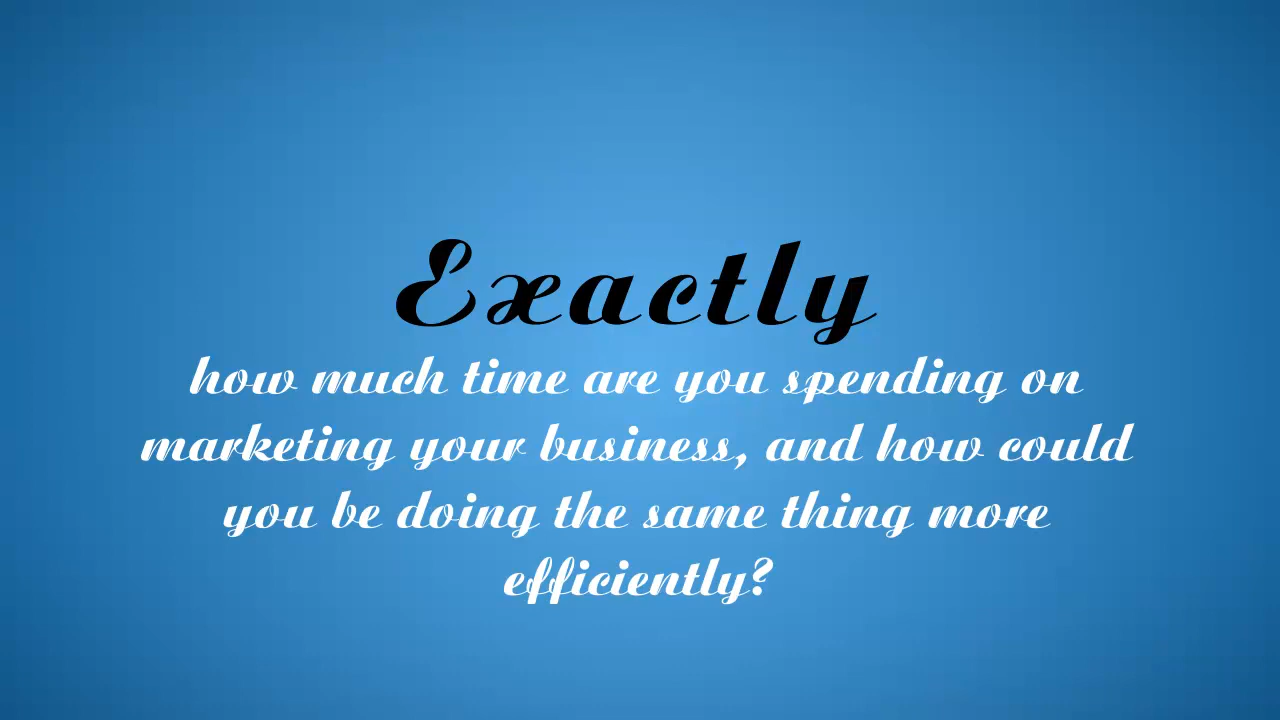 Exactly
how much time are you spending on
marketing your business, and how could
you be doing the same thing more
efficiently?